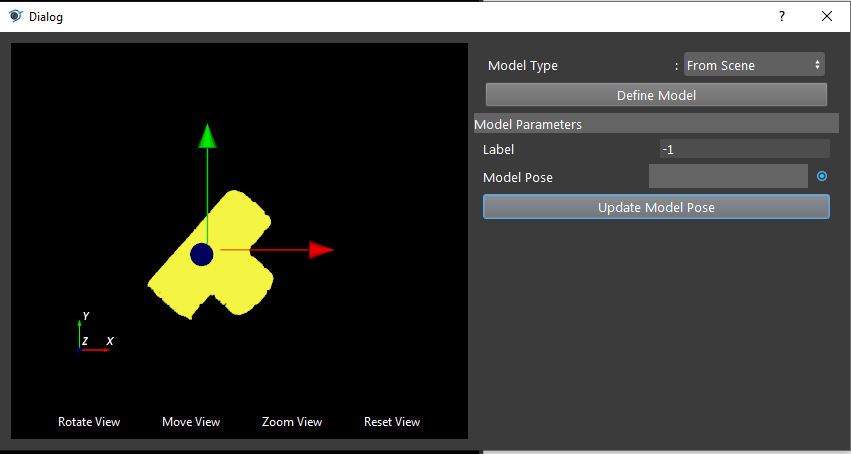 Dialog
?
Model Type : From Scene
Define Model
Model Parameters
Label -1
Model Pose
Update Model Pose
Y
Z X
Rotate View Move View Zoom View Reset View